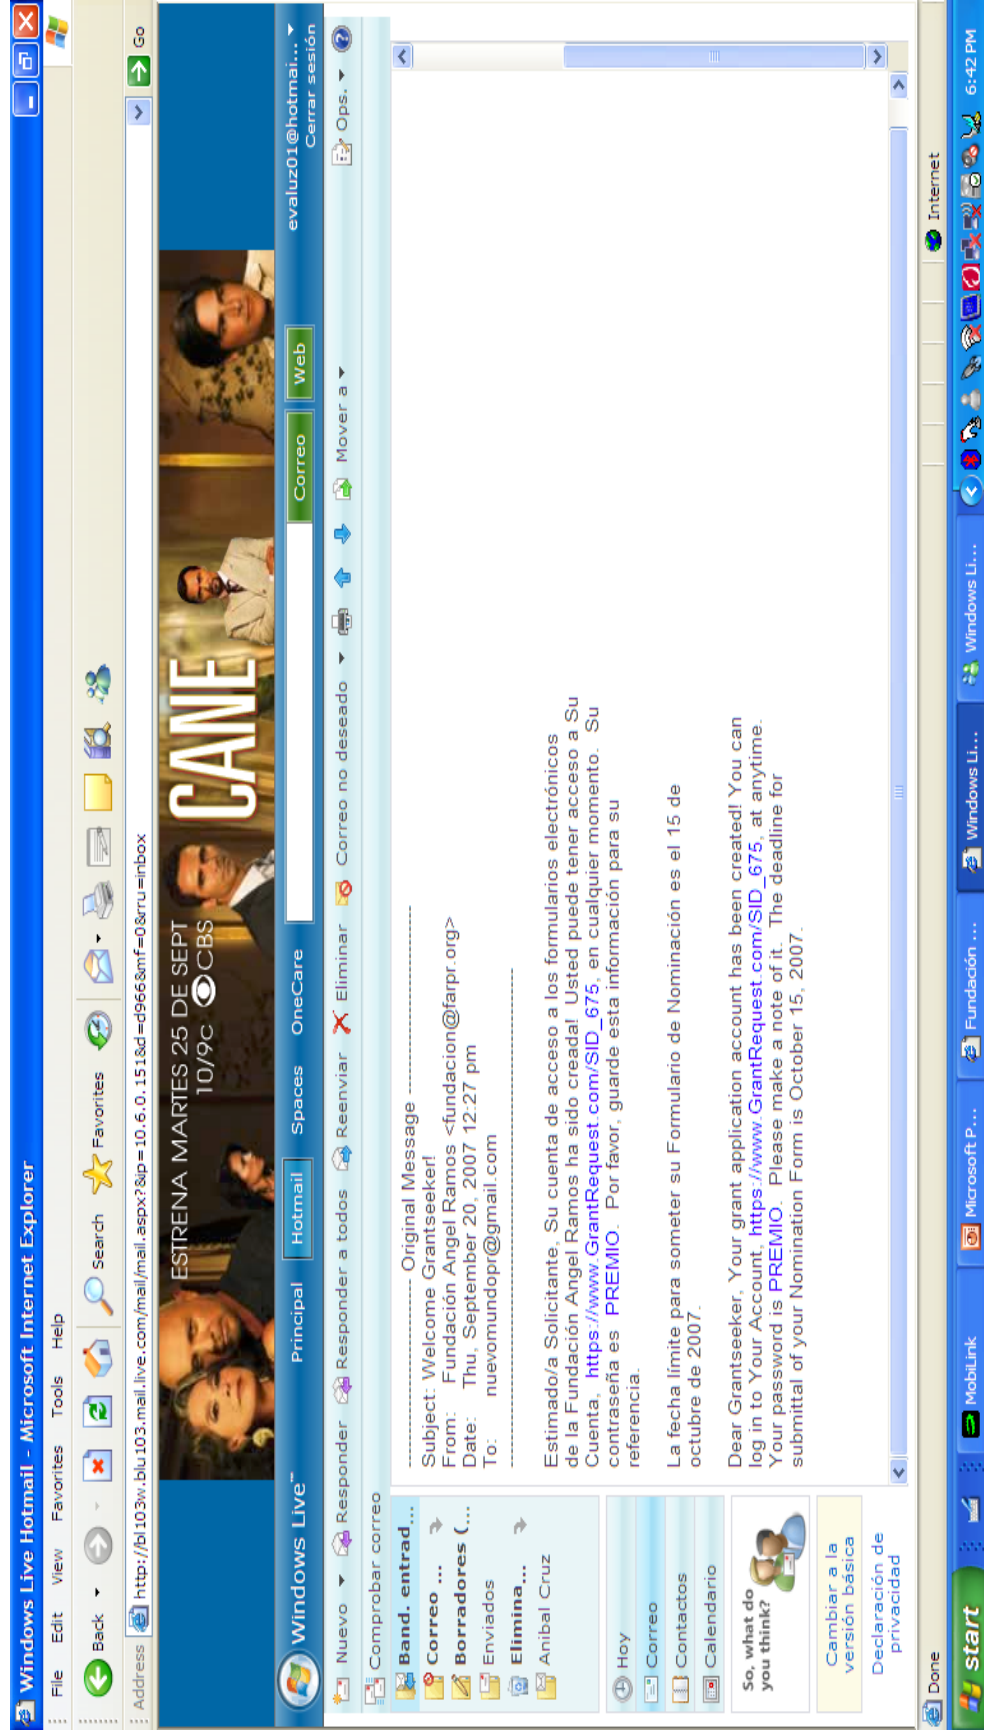 Windows Live Hotmail - Microsoft Internet Explorer
File Edit View Favorites Tools Help
Back Search Favorites
Address http://bl103w.blu103.mail.live.com/mail/mail.aspx?&ip=10.6.0.151&d=d966&mf=0&rru=inbox Go
ESTRENA MARTES 25 DE SEPT
10/9c CBS
CANE
Windows Live™ Principal Hotmail Spaces OneCare Correo Web evaluz01@hotmai...
Cerrar sesión
Nuevo Responder Responder a todos Reenviar Eliminar Correo no deseado Mover a Ops.
Comprobar correo
Band. entrad...
Correo ...
Borradores (...
Enviados
Elimina...
Anibal Cruz
Hoy
Correo
Contactos
Calendario
So, what do
you think?
Cambiar a la
versión básica
Declaración de
privacidad
---------------------------- Original Message ----------------------------
Subject: Welcome Grantseeker!
From: Fundación Angel Ramos <fundacion@farpr.org>
Date: Thu, September 20, 2007 12:27 pm
To: nuevomundopr@gmail.com
--------------------------------------------------------------------------
Estimado/a Solicitante, Su cuenta de acceso a los formularios electrónicos
de la Fundación Angel Ramos ha sido creada! Usted puede tener acceso a Su
Cuenta, https://www.GrantRequest.com/SID_675, en cualquier momento. Su
contraseña es PREMIO. Por favor, guarde esta información para su
referencia.
La fecha límite para someter su Formulario de Nominación es el 15 de
octubre de 2007.
Dear Grantseeker, Your grant application account has been created! You can
log in to Your Account, https://www.GrantRequest.com/SID_675, at anytime.
Your password is PREMIO. Please make a note of it. The deadline for
submittal of your Nomination Form is October 15, 2007.
Done Internet
start MobiLink Microsoft P... Fundación ... Windows Li... Windows Li... 6:42 PM